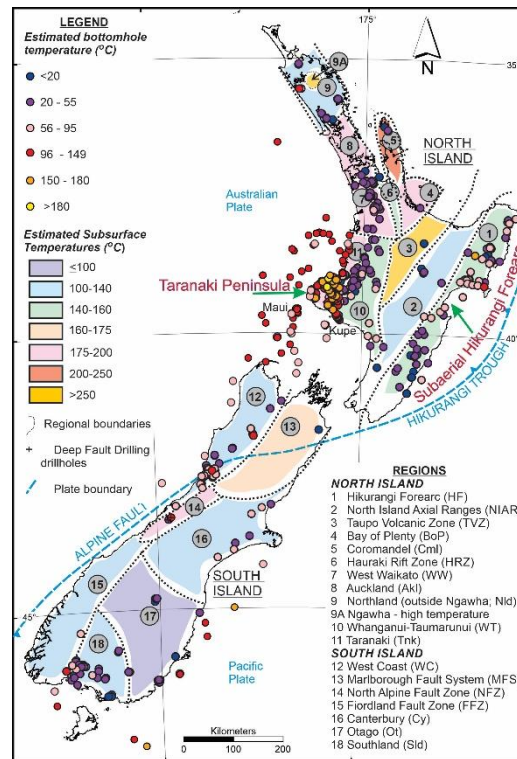 LEGEND
Estimated bottomhole
temperature (°C)
<20
20 - 55
56 - 95
96 - 149
150 - 180
>180
Estimated Subsurface
Temperatures (°C)
≤100
100-140
140-160
160-175
175-200
200-250
>250
Regional boundaries
+ Deep Fault Drilling
drillholes
Plate boundary
175°
35°
N
9A
9
8
5
NORTH
ISLAND
6
4
7
Australian
Plate
3
1
11
Taranaki Peninsula
Maui
10
2
Kupe
Subaerial Hikurangi Forearc
40°
HIKURANGI TROUGH
12
13
14
ALPINE FAULT
16
15
SOUTH
ISLAND
17
45°
18
Pacific
Plate
Kilometers
0
100
200
REGIONS
NORTH ISLAND
1 Hikurangi Forearc (HF)
2 North Island Axial Ranges (NIAR)
3 Taupo Volcanic Zone (TVZ)
4 Bay of Plenty (BoP)
5 Coromandel (Cml)
6 Hauraki Rift Zone (HRZ)
7 West Waikato (WW)
8 Auckland (Akl)
9 Northland (outside Ngawha; Nld)
9A Ngawha - high temperature
10 Whanganui-Taumarunui (WT)
11 Taranaki (Tnk)
SOUTH ISLAND
12 West Coast (WC)
13 Marlborough Fault System (MFS)
14 North Alpine Fault Zone (NFZ)
15 Fiordland Fault Zone (FFZ)
16 Canterbury (Cy)
17 Otago (Ot)
18 Southland (Sld)